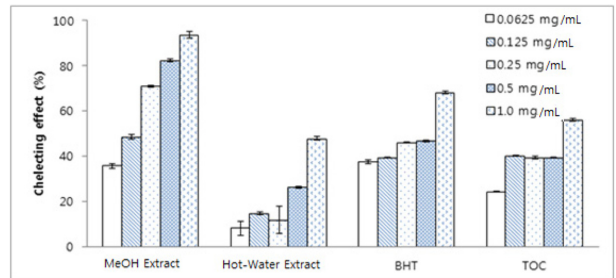 100
80
60
40
20
0
Chelecting effect (%)
MeOH Extract
Hot-Water Extract
BHT
TOC
0.0625 mg/mL
0.125 mg/mL
0.25 mg/mL
0.5 mg/mL
1.0 mg/mL